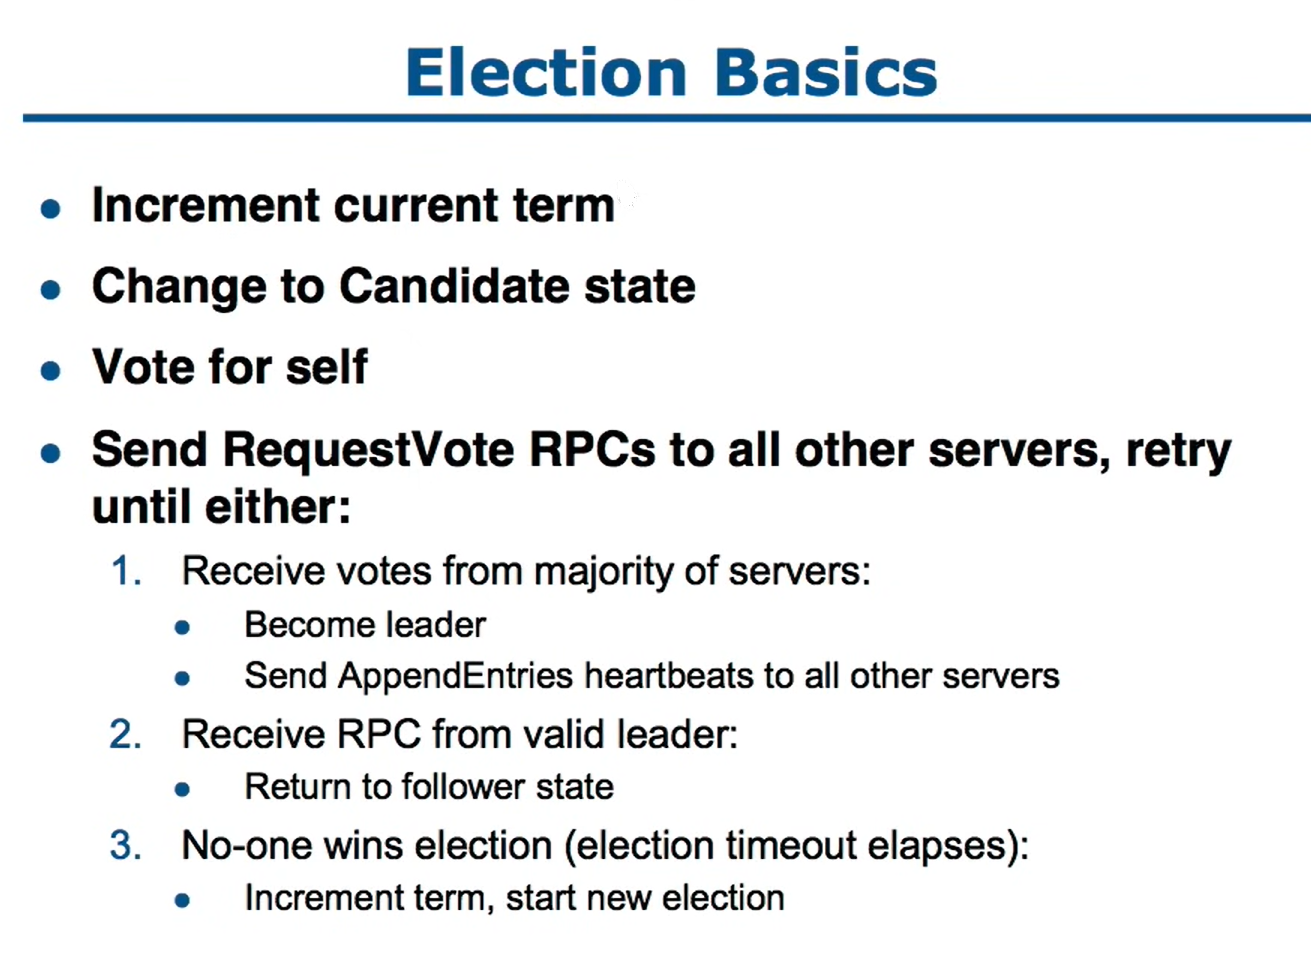 Election Basics
• Increment current term
• Change to Candidate state
• Vote for self
• Send RequestVote RPCs to all other servers, retry
until either:
1. Receive votes from majority of servers:
• Become leader
• Send AppendEntries heartbeats to all other servers
2. Receive RPC from valid leader:
• Return to follower state
3. No-one wins election (election timeout elapses):
• Increment term, start new election